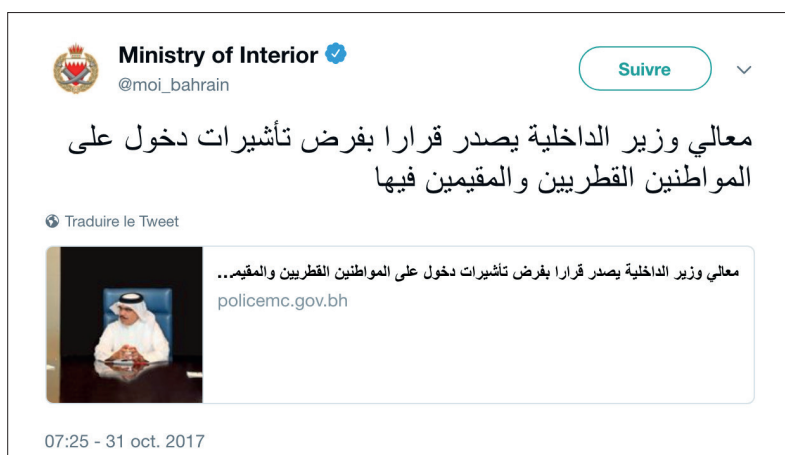 Ministry of Interior
@moi_bahrain
Suivre
معالي وزير الداخلية يصدر قرارا بفرض تأشيرات دخول على
المواطنين القطريين والمقيمين فيها
Traduire le Tweet
معالي وزير الداخلية يصدر قرارا بفرض تأشيرات دخول على المواطنين القطريين والمقيمـ...
policemc.gov.bh
07:25 - 31 oct. 2017